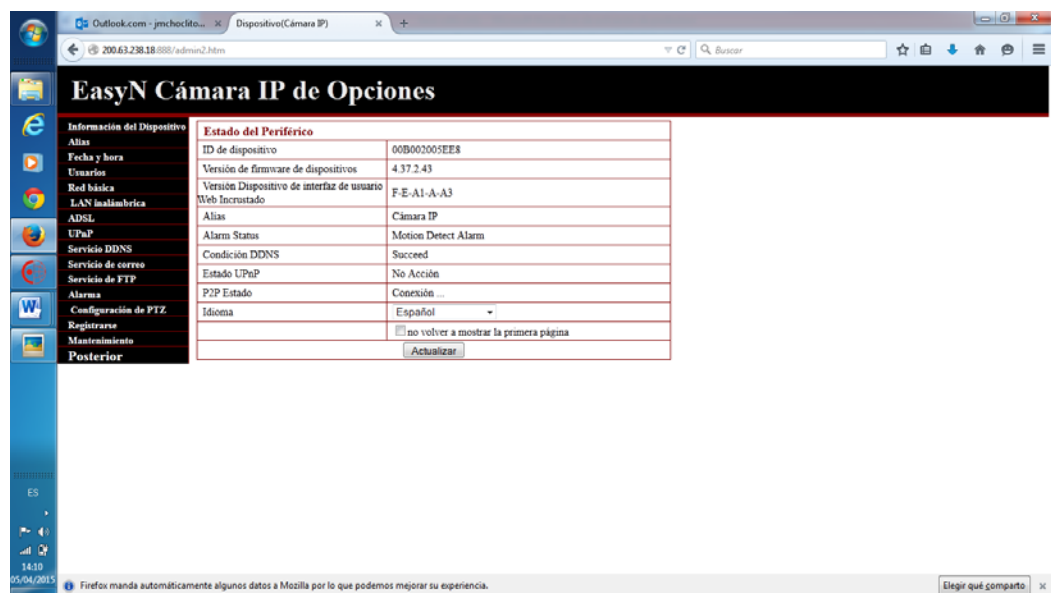 Outlook.com - jmchoclito...
Dispositivo(Cámara IP)
200.63.238.18:888/admin2.htm
Buscar
EasyN Cámara IP de Opciones
Información del Dispositivo
Alias
Fecha y hora
Usuarios
Red básica
LAN inalámbrica
ADSL
UPnP
Servicio DDNS
Servicio de correo
Servicio de FTP
Alarma
Configuración de PTZ
Registrarse
Mantenimiento
Posterior
Estado del Periférico
ID de dispositivo 00B002005EE8
Versión de firmware de dispositivos 4.37.2.43
Versión Dispositivo de interfaz de usuario
Web Incrustado F-E-A1-A-A3
Alias Cámara IP
Alarm Status Motion Detect Alarm
Condición DDNS Succeed
Estado UPnP No Acción
P2P Estado Conexión ...
Idioma Español
no volver a mostrar la primera página
Actualizar
ES
14:10
05/04/2015
Firefox manda automáticamente algunos datos a Mozilla por lo que podemos mejorar su experiencia.
Elegir qué comparto